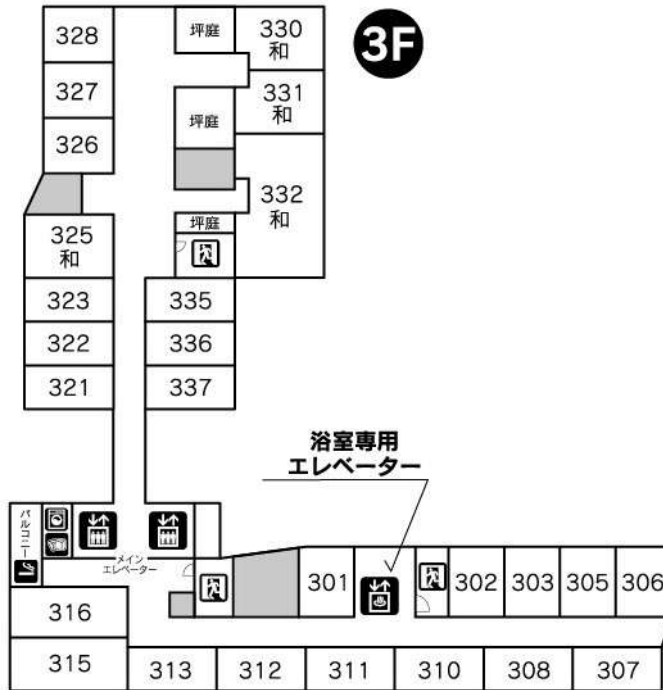 3F
328
坪庭
330
和
327
坪庭
331
和
326
332
和
坪庭
325
和
323
335
322
336
321
337
浴室専用
エレベーター
バルコニー
メイン
エレベーター
301
302
303
305
306
316
315
313
312
311
310
308
307